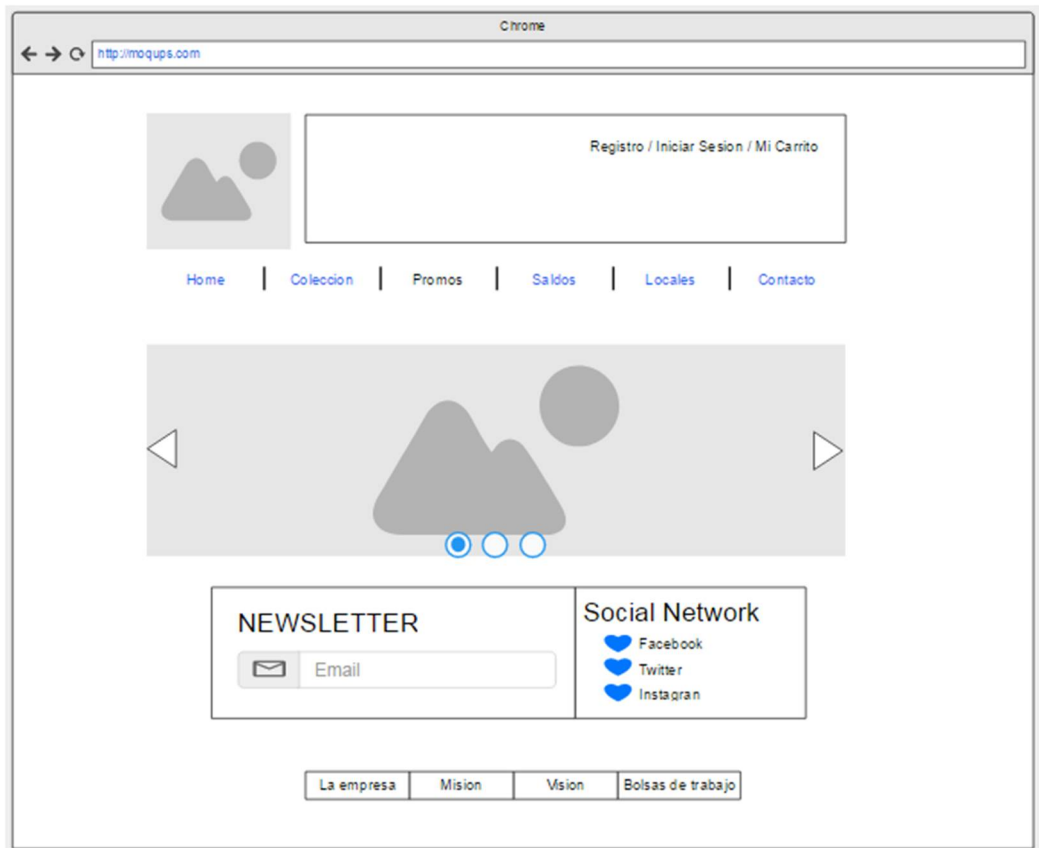 Chrome
http://moqups.com
Registro / Iniciar Sesion / Mi Carrito
Home Coleccion Promos Saldos Locales Contacto
NEWSLETTER
Email
Social Network
Facebook
Twitter
Instagran
La empresa Mision Vision Bolsas de trabajo